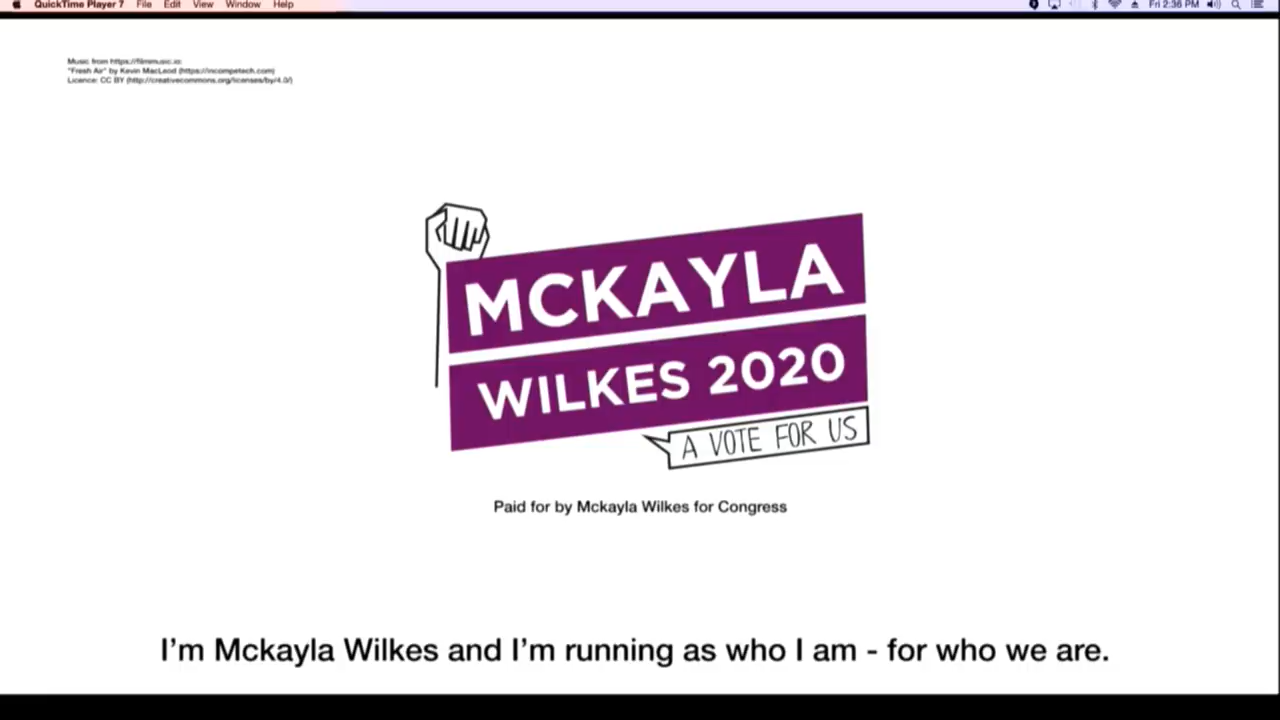 QuickTime Player 7 File Edit View Window Help Fri 2:36 PM
Music from https://filmmusic.io:
"Fresh Air" by Kevin MacLeod (https://incompetech.com)
Licence: CC BY (http://creativecommons.org/licenses/by/4.0/)
MCKAYLA
WILKES 2020
A VOTE FOR US
Paid for by Mckayla Wilkes for Congress
I'm Mckayla Wilkes and I'm running as who I am - for who we are.